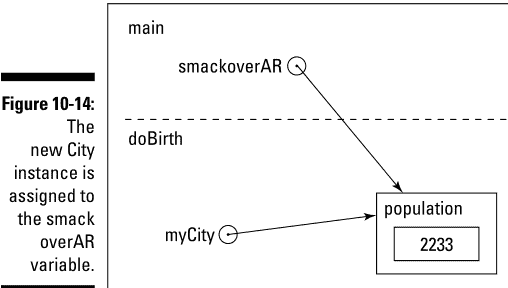 main
smackoverAR
Figure 10-14:
The
new City
instance is
assigned to
the smack
overAR
variable.
doBirth
myCity
population
2233